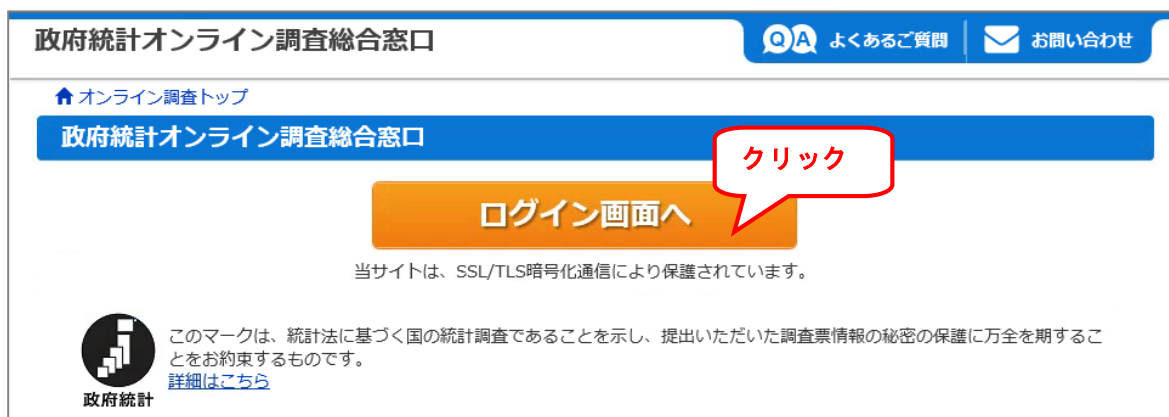 政府統計オンライン調査総合窓口
QA よくあるご質問
お問い合わせ
オンライン調査トップ
政府統計オンライン調査総合窓口
クリック
ログイン画面へ
当サイトは、SSL/TLS暗号化通信により保護されています。
このマークは、統計法に基づく国の統計調査であることを示し、提出いただいた調査票情報の秘密の保護に万全を期するこ
とをお約束するものです。
詳細はこちら
政府統計